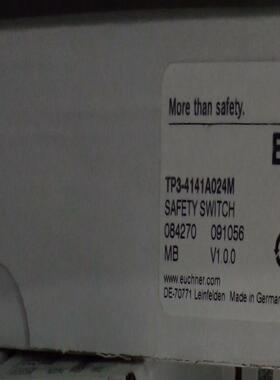 More than safety.
TP3-4141A024M
SAFETY SWITCH
084270 091056
MB V1.0.0
www.euchner.com
DE-70771 Leinfelden Made in German